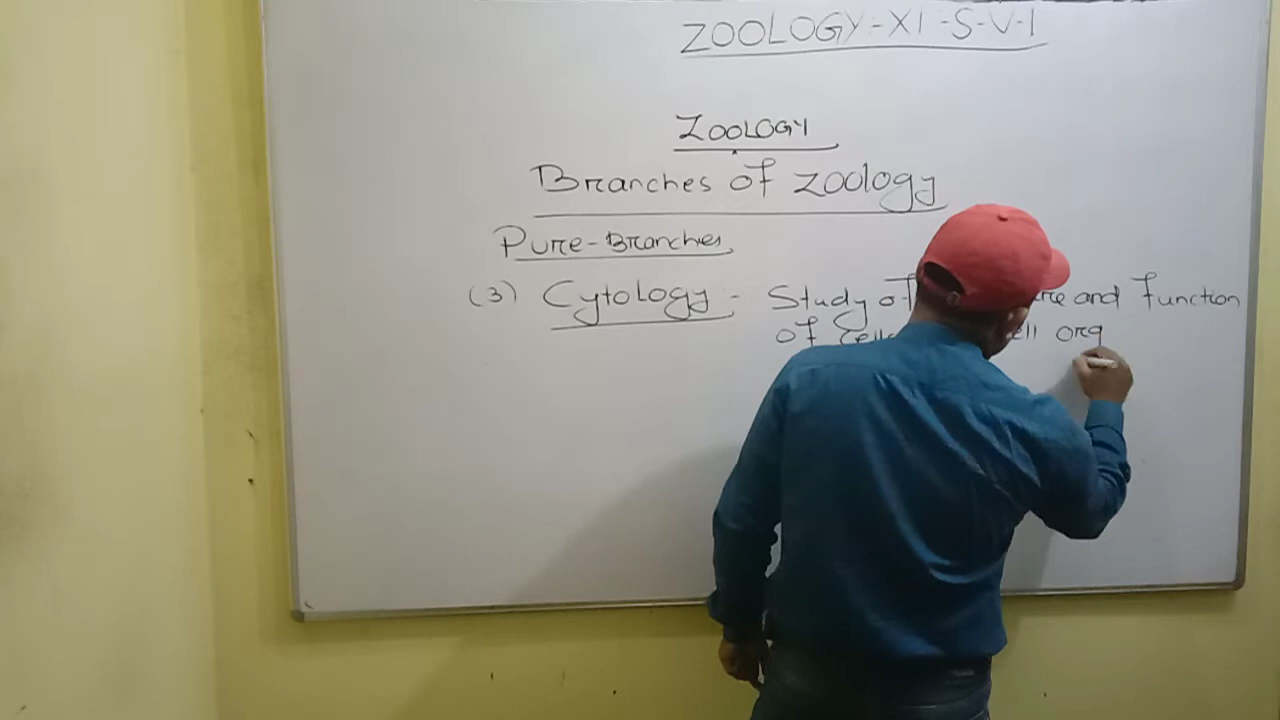 ZOOLOGY-XI-S-V-1
ZOOLOGY
Branches of zoology
Pure-Branches
(3) Cytology - Study of and function
of org